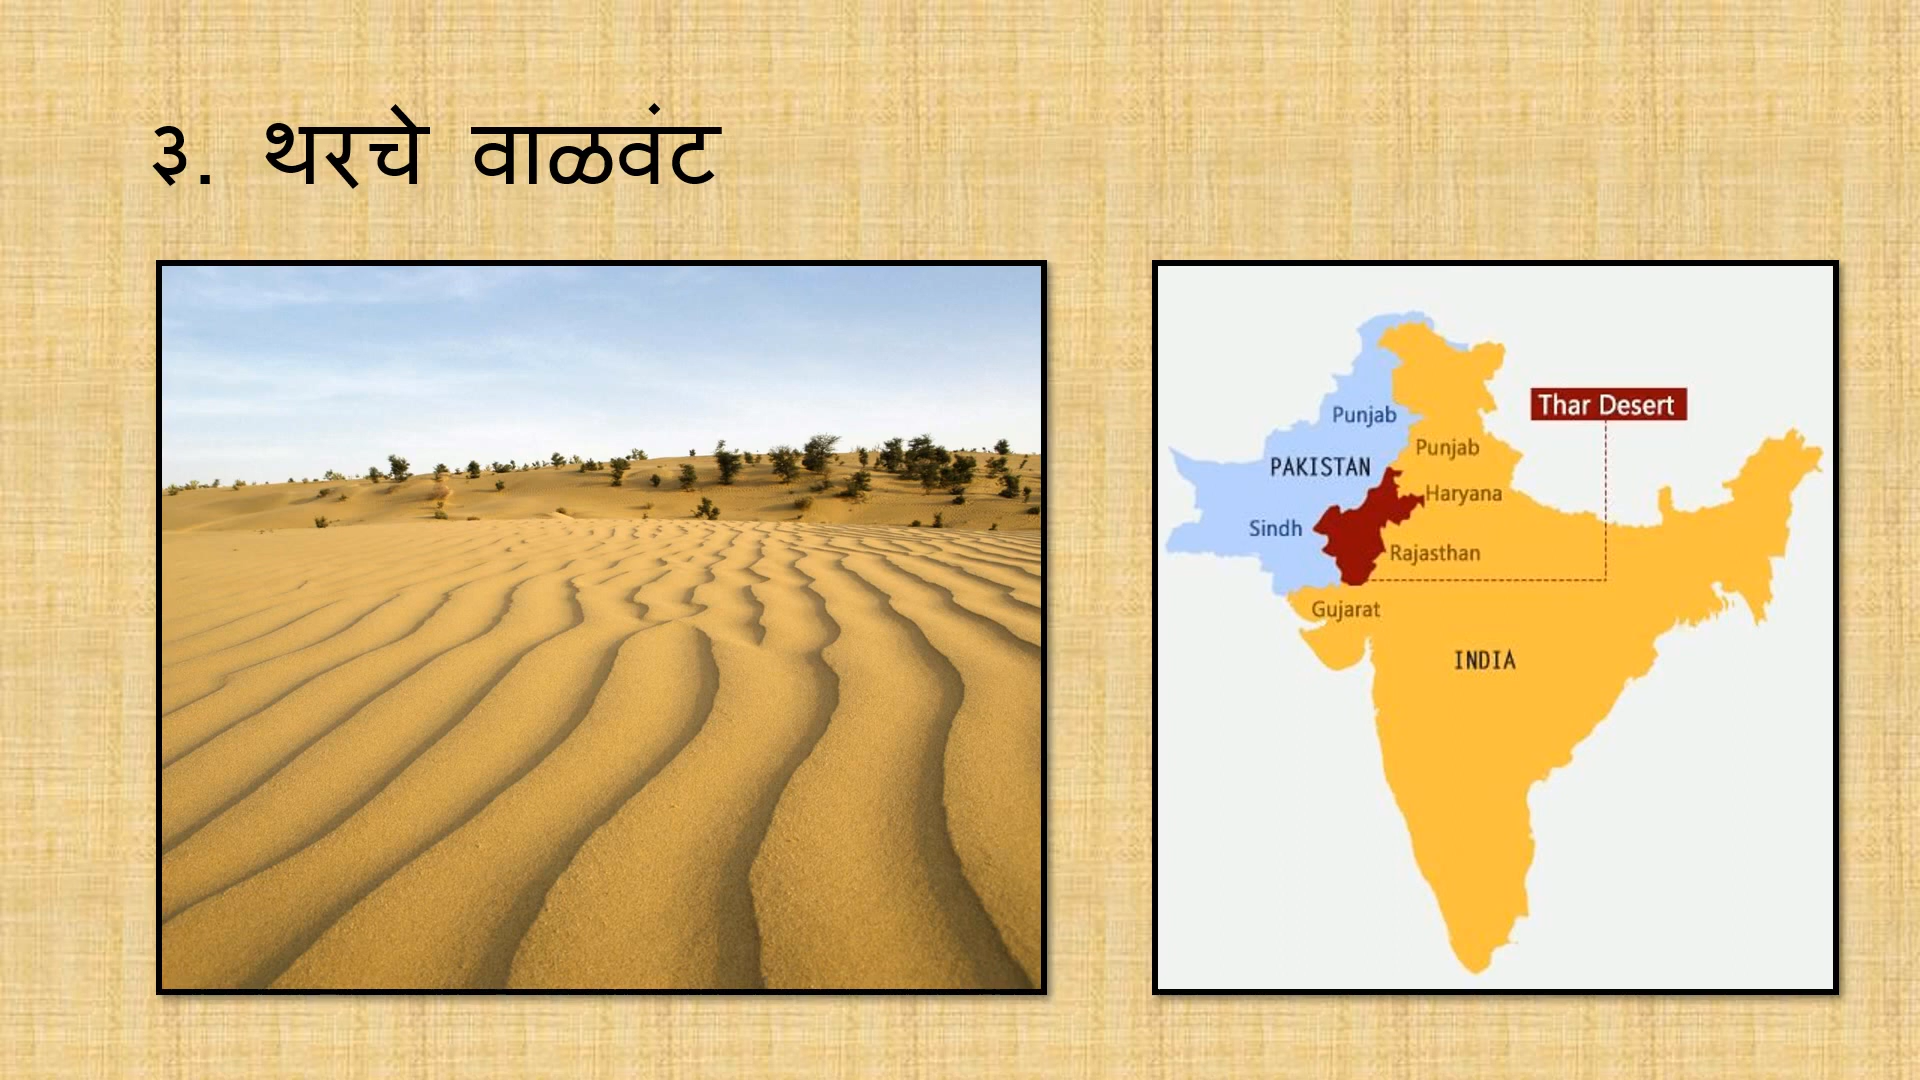 ३. थरचे वाळवंट
Thar Desert
Punjab
Punjab
PAKISTAN
Haryana
Sindh
Rajasthan
Gujarat
INDIA